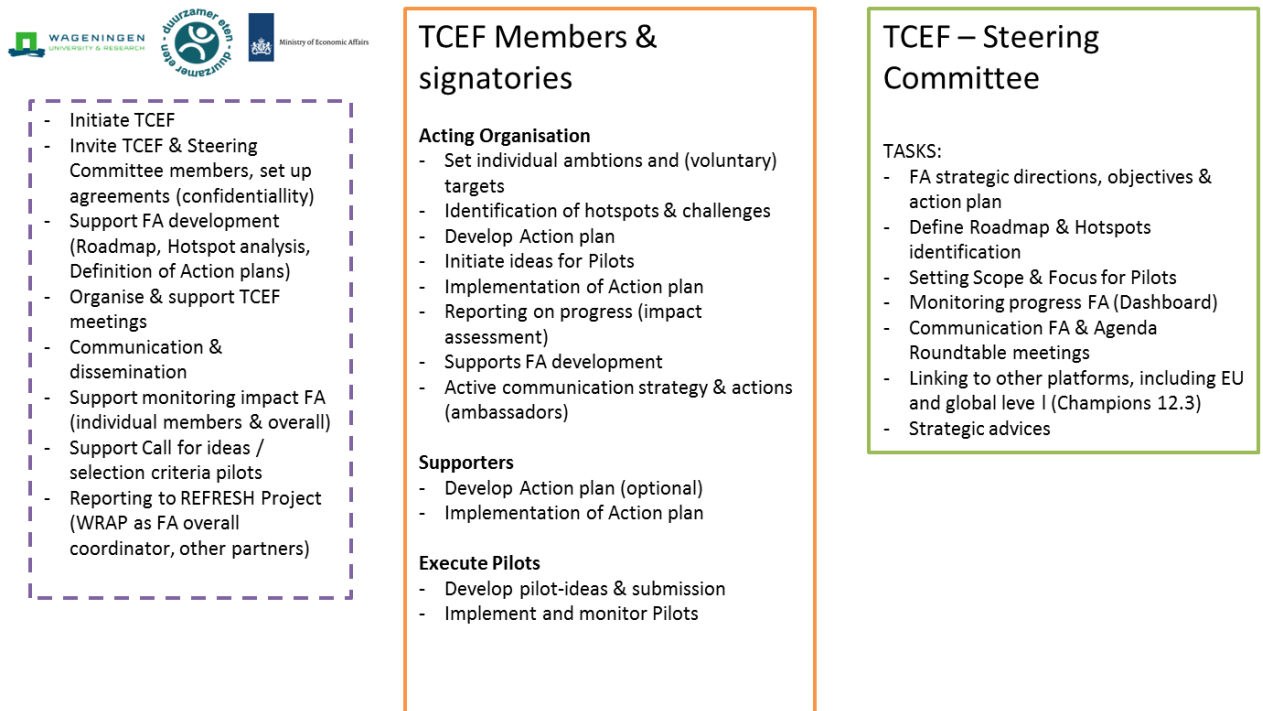 WAGENINGEN
UNIVERSITY & RESEARCH
duurzamer eten - duurzamer eten -
Ministry of Economic Affairs
- Initiate TCEF
- Invite TCEF & Steering
Committee members, set up
agreements (confidentiallity)
- Support FA development
(Roadmap, Hotspot analysis,
Definition of Action plans)
- Organise & support TCEF
meetings
- Communication &
dissemination
- Support monitoring impact FA
(individual members & overall)
- Support Call for ideas /
selection criteria pilots
- Reporting to REFRESH Project
(WRAP as FA overall
coordinator, other partners)
TCEF Members &
signatories
Acting Organisation
- Set individual ambtions and (voluntary)
targets
- Identification of hotspots & challenges
- Develop Action plan
- Initiate ideas for Pilots
- Implementation of Action plan
- Reporting on progress (impact
assessment)
- Supports FA development
- Active communication strategy & actions
(ambassadors)
Supporters
- Develop Action plan (optional)
- Implementation of Action plan
Execute Pilots
- Develop pilot-ideas & submission
- Implement and monitor Pilots
TCEF – Steering
Committee
TASKS:
- FA strategic directions, objectives &
action plan
- Define Roadmap & Hotspots
identification
- Setting Scope & Focus for Pilots
- Monitoring progress FA (Dashboard)
- Communication FA & Agenda
Roundtable meetings
- Linking to other platforms, including EU
and global leve l (Champions 12.3)
- Strategic advices